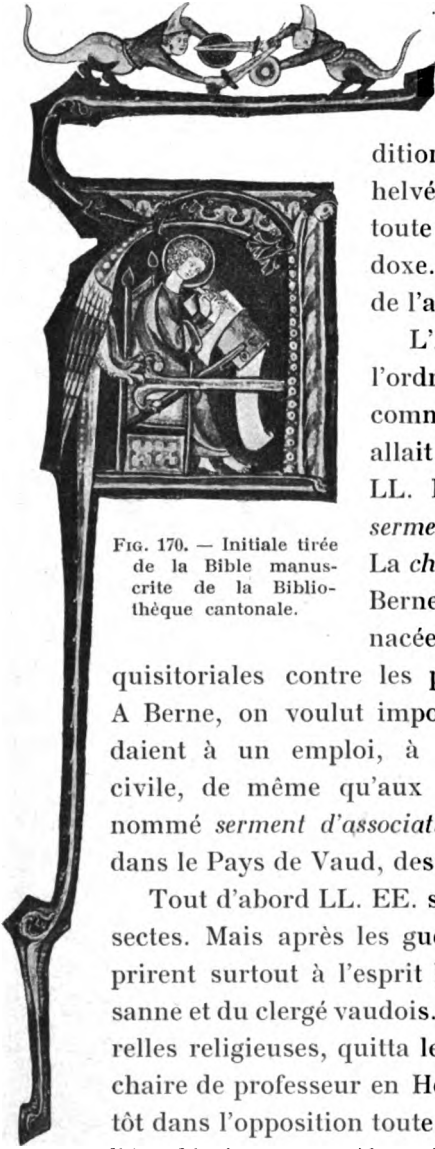 dition
helvé
toute
doxe.
de l'a
L'
l'ordr
comm
allait
LL.
serme
La ch
Berne
nacée
FIG. 170. — Initiale tirée
de la Bible manus-
crite de la Biblio-
thèque cantonale.
quisitoriales contre les p
A Berne, on voulut impo
daient à un emploi, à
civile, de même qu'aux
nommé serment d'associat
dans le Pays de Vaud, des
Tout d'abord LL. EE. s
sectes. Mais après les gue
prirent surtout à l'esprit
sanne et du clergé vaudois.
relles religieuses, quitta le
chaire de professeur en Hé
tôt dans l'opposition toute